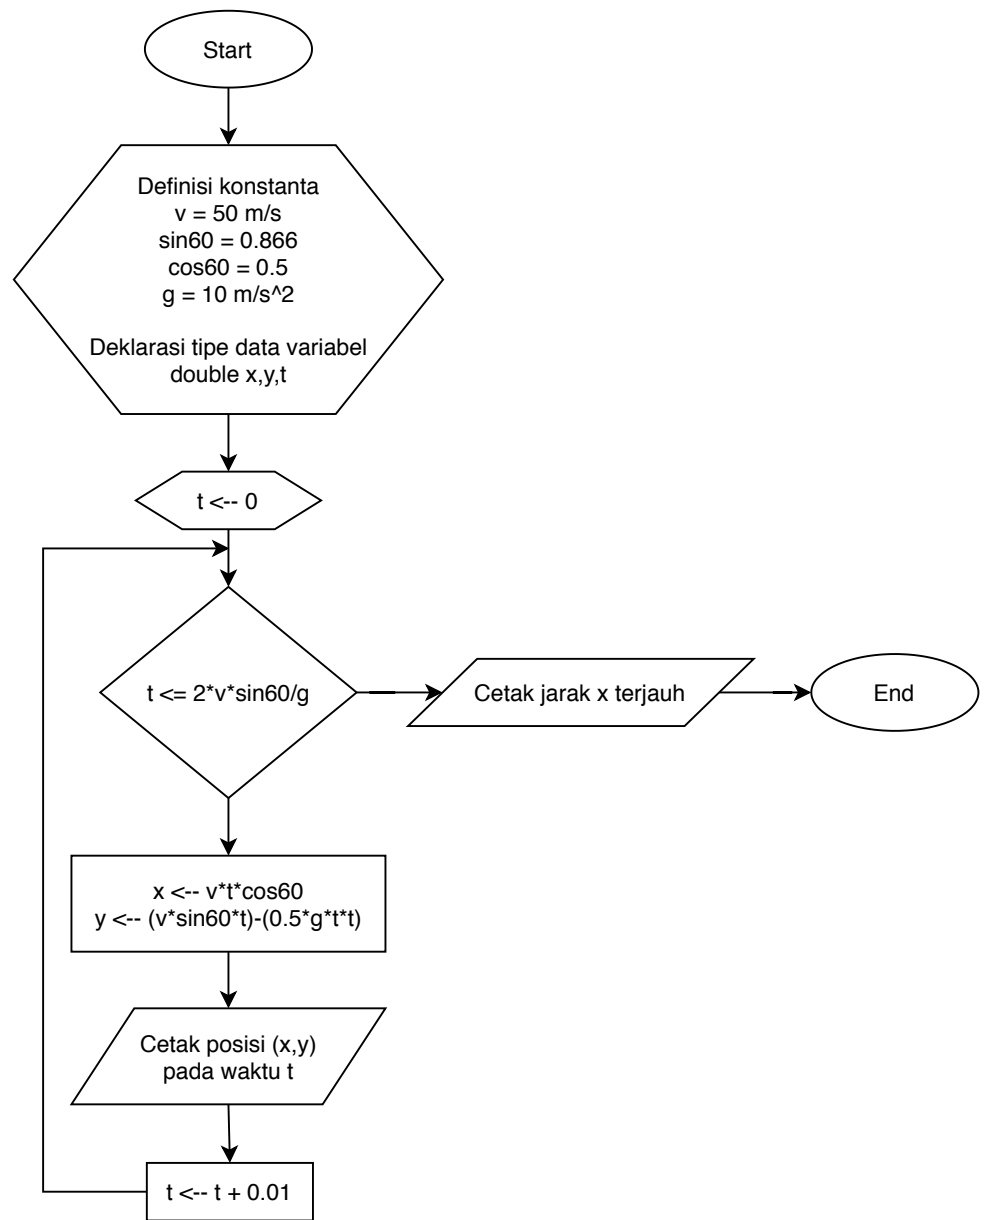 Start
Definisi konstanta
v = 50 m/s
sin60 = 0.866
cos60 = 0.5
g = 10 m/s^2
Deklarasi tipe data variabel
double x,y,t
t <-- 0
t <= 2*v*sin60/g
Cetak jarak x terjauh
End
x <-- v*t*cos60
y <-- (v*sin60*t)-(0.5*g*t*t)
Cetak posisi (x,y)
pada waktu t
t <-- t + 0.01